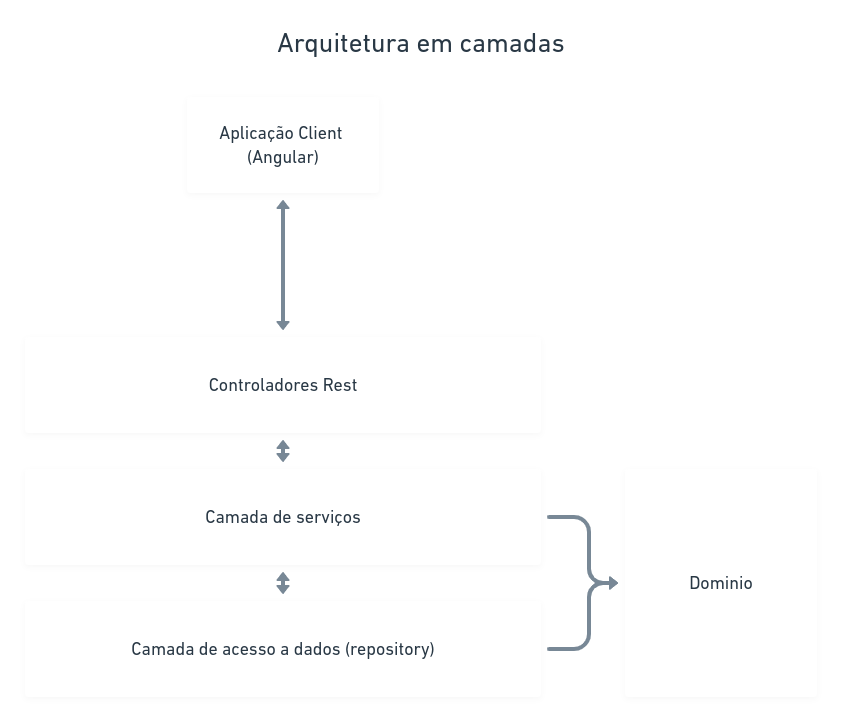 Arquitetura em camadas
Aplicação Client
(Angular)
Controladores Rest
Camada de serviços
Dominio
Camada de acesso a dados (repository)